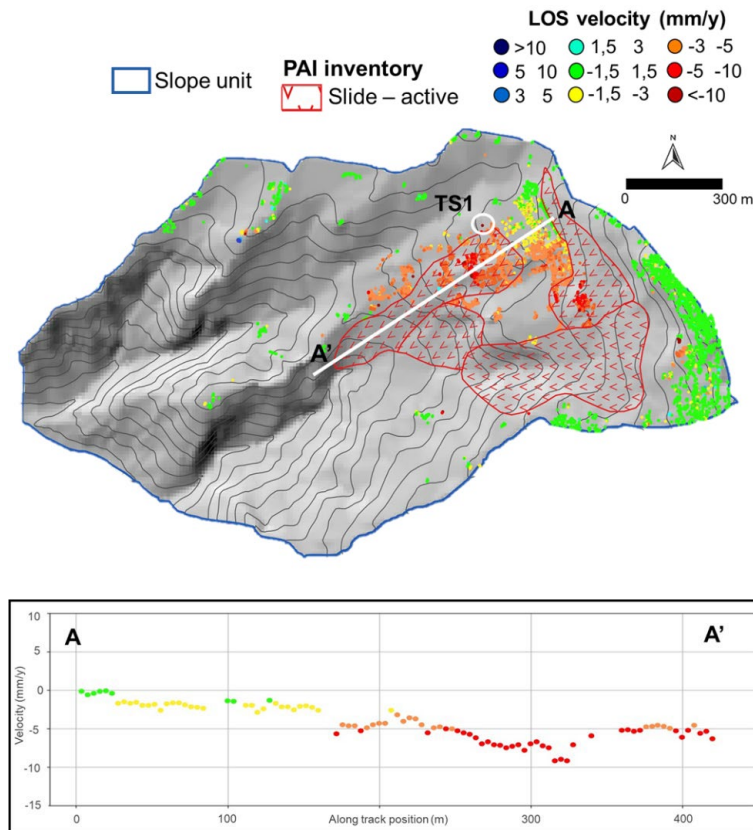 LOS velocity (mm/y)
>10 1,5 3 -3 -5
Slope unit PAI inventory 5 10 -1,5 1,5 -5 -10
Slide – active 3 5 -1,5 -3 <-10
N
0 300 m
TS1
A
A'
A A'
10
5
0
-5
-10
-15
Velocity (mm/y)
0 100 Along track position (m) 300 400